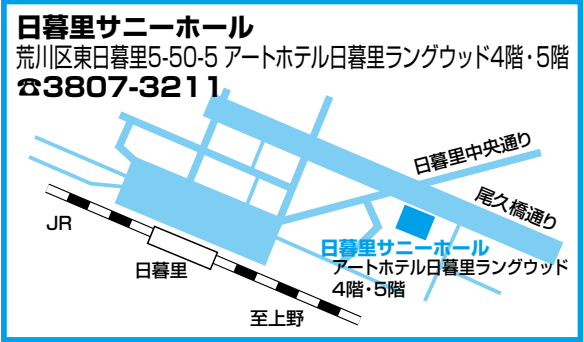 日暮里サニーホール
荒川区東日暮里5-50-5 アートホテル日暮里ラングウッド4階・5階
☎3807-3211
日暮里中央通り
尾久橋通り
JR
日暮里サニーホール
アートホテル日暮里ラングウッド
4階・5階
日暮里
至上野